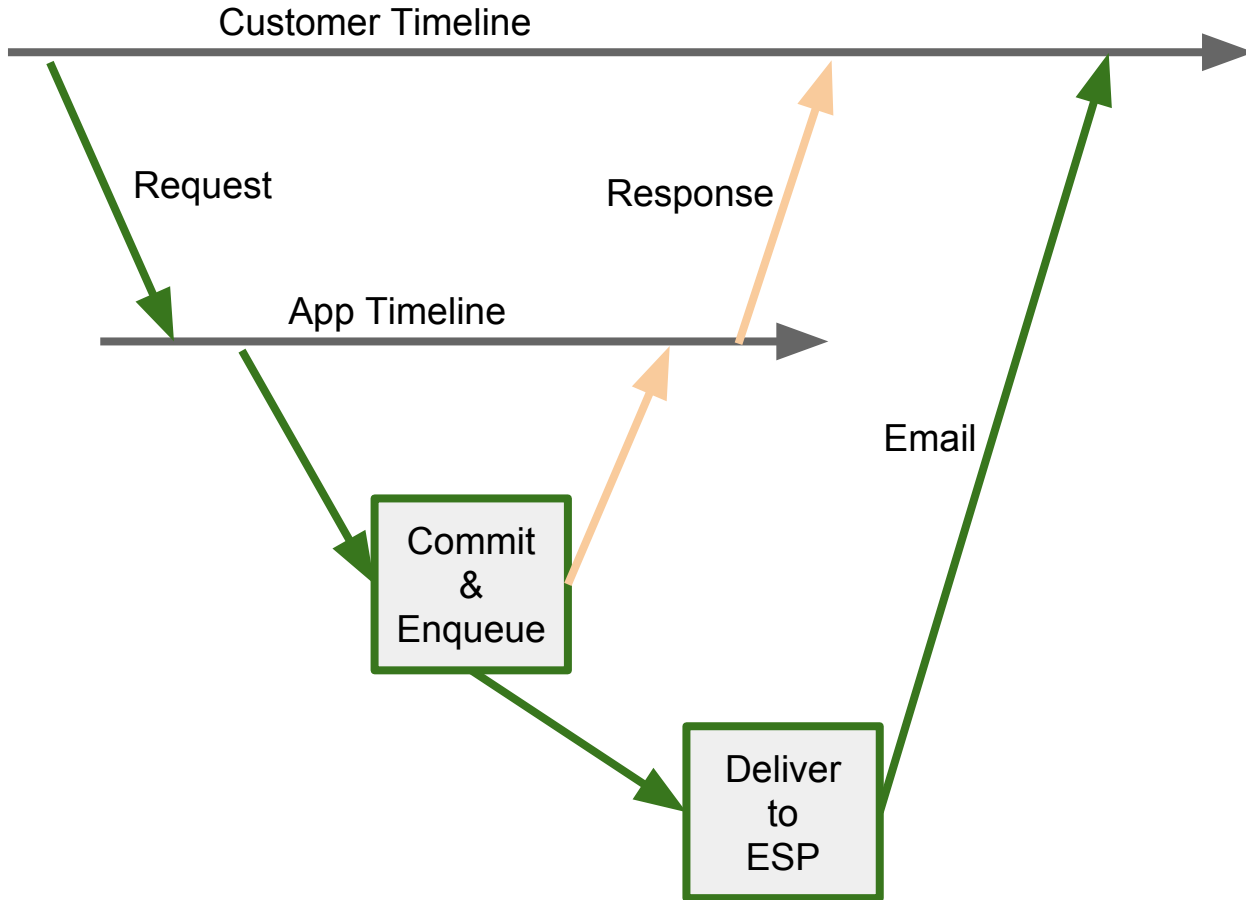 Customer Timeline
Request
Response
App Timeline
Email
Commit
&
Enqueue
Deliver
to
ESP